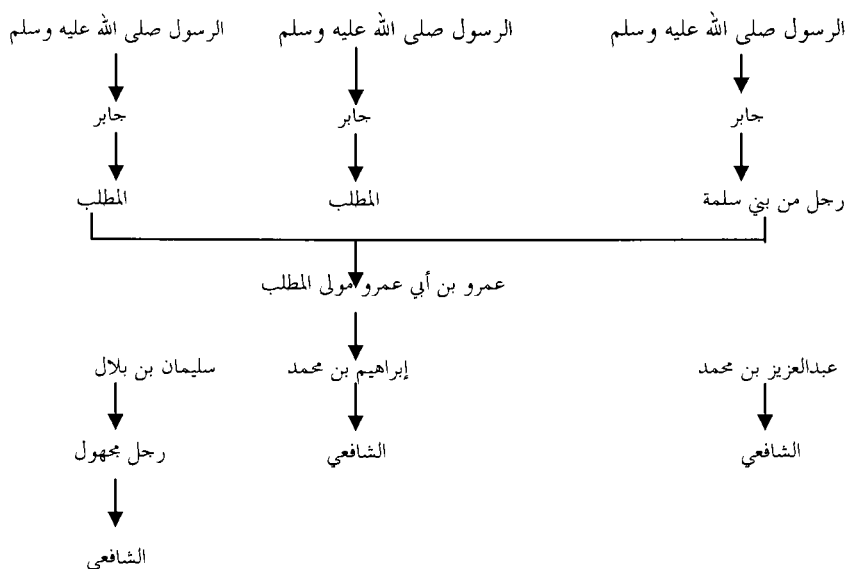 الرسول صلى الله عليه وسلم الرسول صلى الله عليه وسلم الرسول صلى الله عليه وسلم
جابر جابر جابر
رجل من بني سلمة المطلب المطلب
عمرو بن أبي عمرو مولى المطلب
عبدالعزيز بن محمد إبراهيم بن محمد سليمان بن بلال
الشافعي الشافعي رجل مجهول
الشافعي